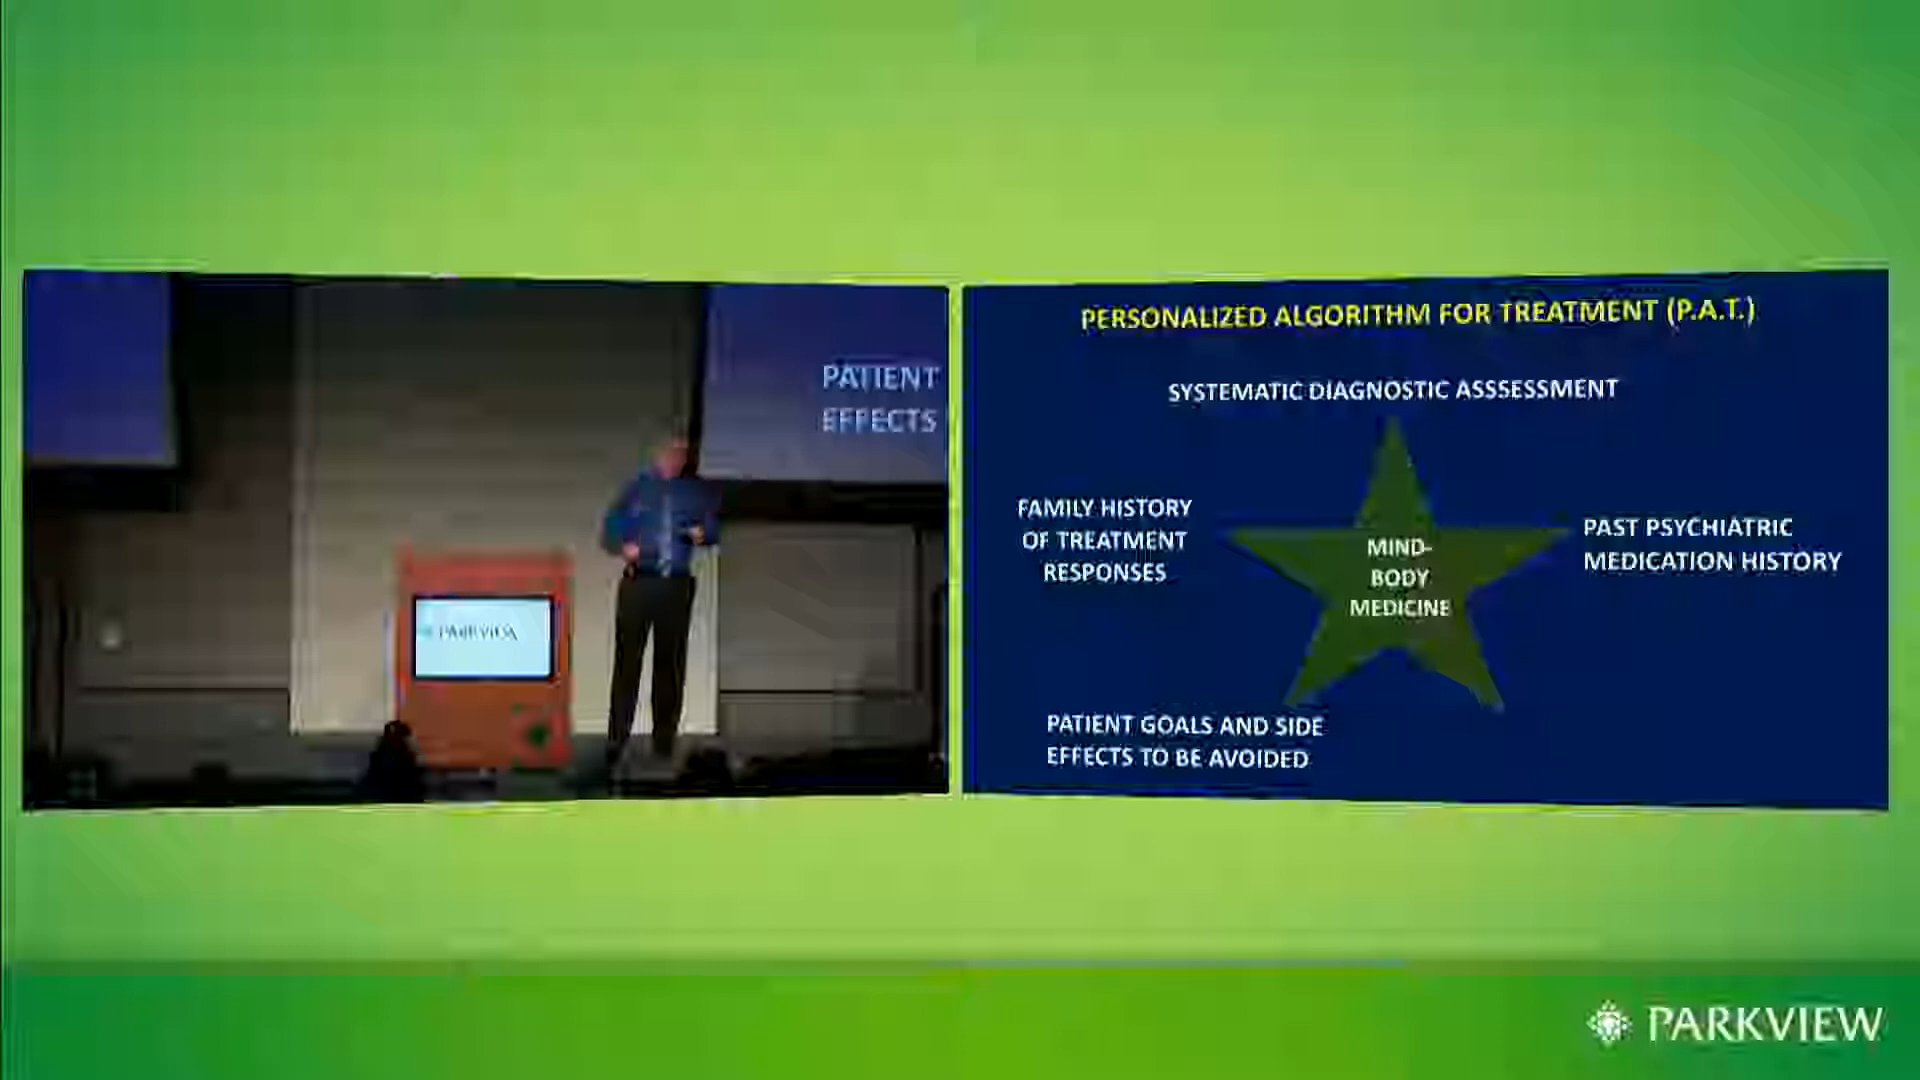 PATIENT
EFFECTS
PARKVIEW
PERSONALIZED ALGORITHM FOR TREATMENT (P.A.T.)
SYSTEMATIC DIAGNOSTIC ASSSESSMENT
FAMILY HISTORY
OF TREATMENT
RESPONSES
MIND-
BODY
MEDICINE
PAST PSYCHIATRIC
MEDICATION HISTORY
PATIENT GOALS AND SIDE
EFFECTS TO BE AVOIDED
PARKVIEW